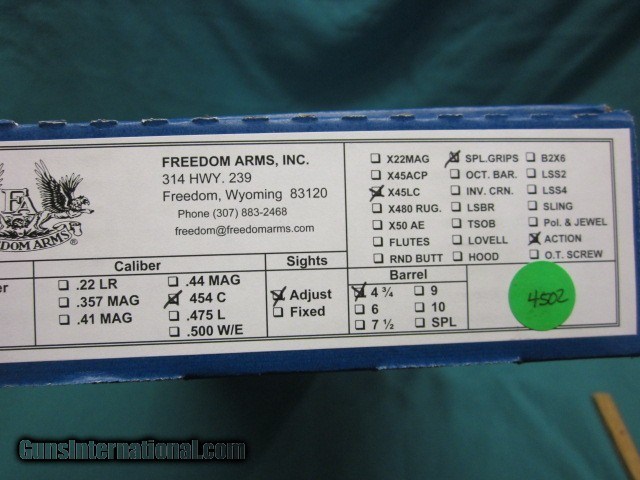 FREEDOM ARMS, INC.
314 HWY. 239
Freedom, Wyoming 83120
Phone (307) 883-2468
freedom@freedomarms.com
FA
EDOM ARMS®
X22MAG
X45ACP
X45LC
X480 RUG.
X50 AE
FLUTES
RND BUTT
SPL.GRIPS
OCT. BAR.
INV. CRN.
LSBR
TSOB
LOVELL
HOOD
B2X6
LSS2
LSS4
SLING
Pol. & JEWEL
ACTION
O.T. SCREW
er
Caliber
.22 LR
.357 MAG
.41 MAG
.44 MAG
454 C
.475 L
.500 W/E
Sights
Adjust
Fixed
Barrel
4 ¾
6
7 ½
9
10
SPL
4502
GunsInternational.com